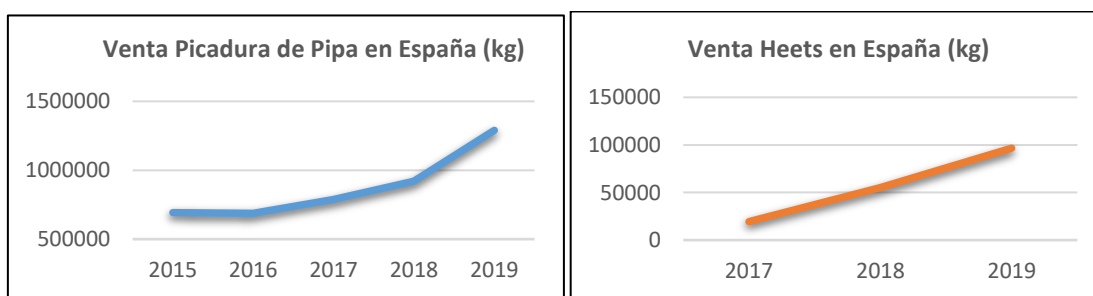 Venta Picadura de Pipa en España (kg)
1500000
1000000
500000
2015 2016 2017 2018 2019
Venta Heets en España (kg)
150000
100000
50000
0
2017 2018 2019